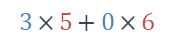 3 × 5 + 0 × 6